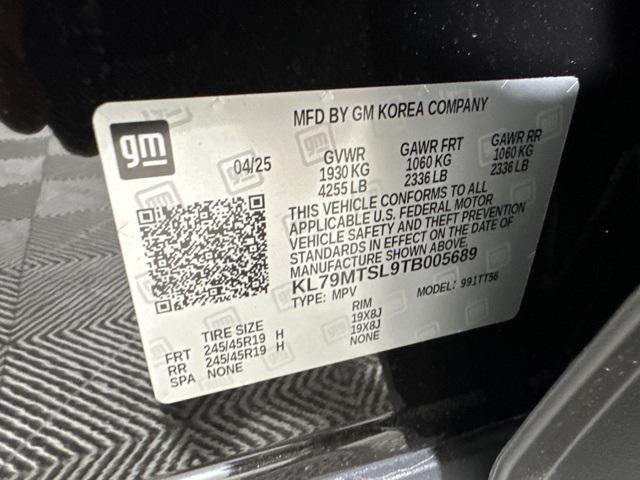 MFD BY GM KOREA COMPANY
gm
04/25
GVWR
1930 KG
4255 LB
GAWR FRT
1060 KG
2336 LB
GAWR RR
1060 KG
2336 LB
THIS VEHICLE CONFORMS TO ALL
APPLICABLE U.S. FEDERAL MOTOR
VEHICLE SAFETY AND THEFT PREVENTION
STANDARDS IN EFFECT ON THE DATE OF
MANUFACTURE SHOWN ABOVE.
KL79MTSL9TB005689
TYPE: MPV
MODEL: 991TT56
TIRE SIZE
RIM
FRT 245/45R19 H 19X8J
RR 245/45R19 H 19X8J
SPA NONE NONE